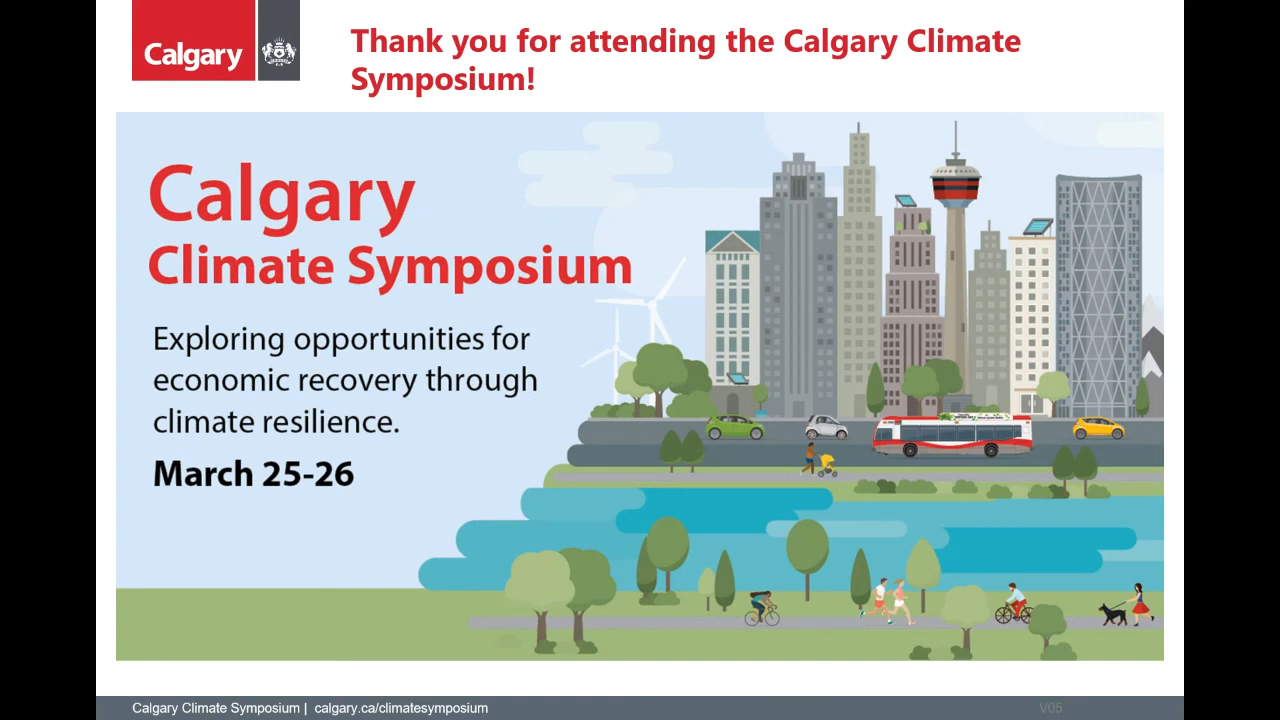 Calgary
Thank you for attending the Calgary Climate
Symposium!
Calgary
Climate Symposium
Exploring opportunities for
economic recovery through
climate resilience.
March 25-26
Calgary Climate Symposium | calgary.ca/climatesymposium
V05